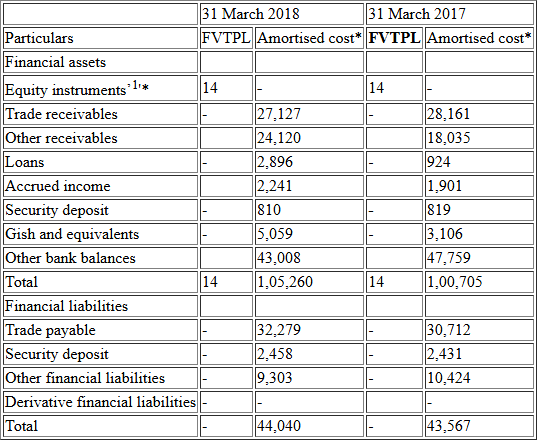 31 March 2018 31 March 2017
Particulars FVTPL Amortised cost* FVTPL Amortised cost*
Financial assets
Equity instruments’1'* 14 - 14 -
Trade receivables - 27,127 - 28,161
Other receivables 24,120 18,035
Loans - 2,896 - 924
Accrued income 2,241 1,901
Security deposit - 810 - 819
Gish and equivalents - 5,059 - 3,106
Other bank balances 43,008 47,759
Total 14 1,05,260 14 1,00,705
Financial liabilities
Trade payable - 32,279 - 30,712
Security deposit - 2,458 - 2,431
Other financial liabilities - 9,303 - 10,424
Derivative financial liabilities - - -
Total - 44,040 - 43,567